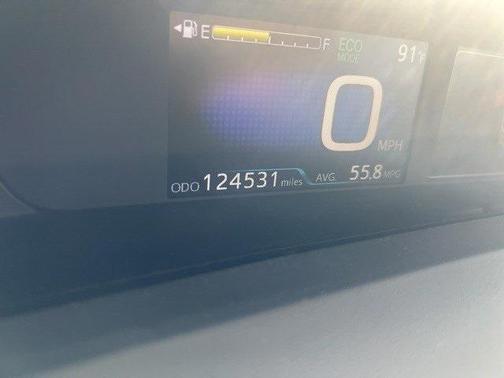 E F ECO 91°F
MODE
0 MPH
ODO 124531 miles AVG. 55.8 MPG